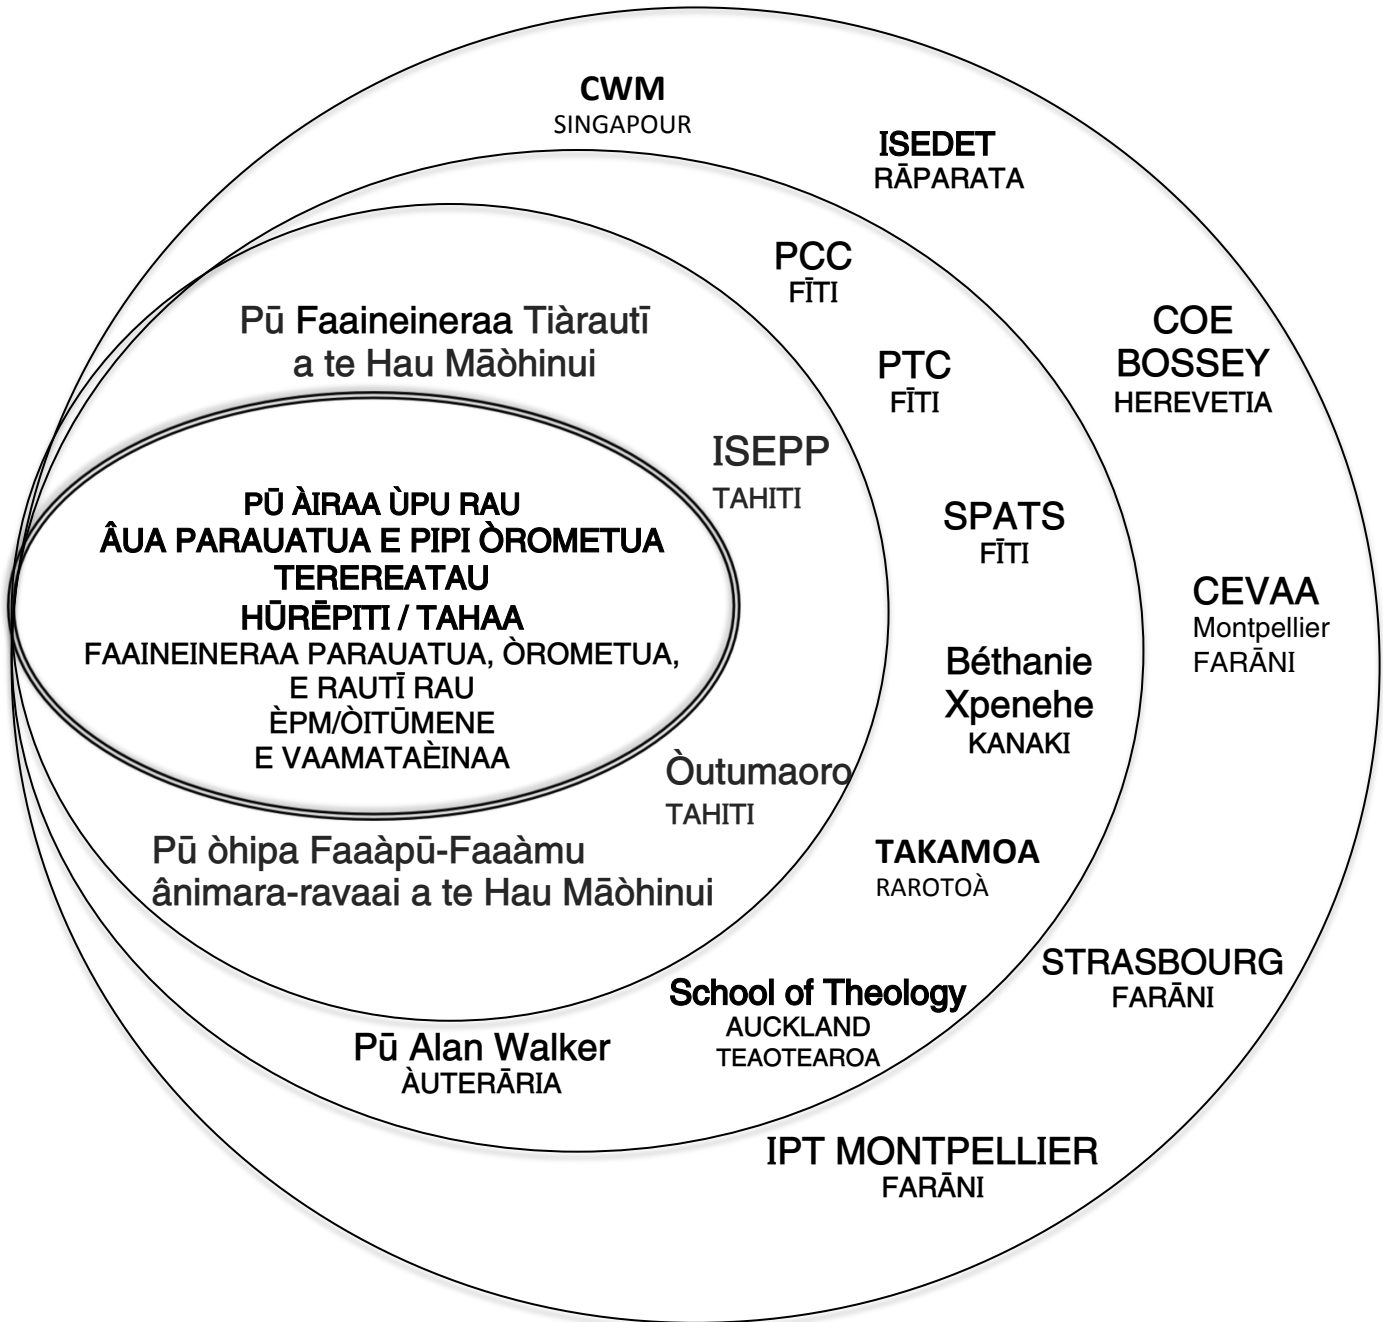 CWM
SINGAPOUR
ISEDET
RĀPARATA
PCC
FĪTI
COE
BOSSEY
HEREVETIA
Pū Faaineineraa Tiàrautī
a te Hau Māòhinui
PTC
FĪTI
ISEPP
TAHITI
PŪ ÀIRAA ÙPU RAU
ÂUA PARAUATUA E PIPI ÒROMETUA
TEREREATAU
HŪRĒPITI / TAHAA
FAAINEINERAA PARAUATUA, ÒROMETUA,
E RAUTĪ RAU
ÈPM/ÒITŪMENE
E VAAMATAÈINAA
SPATS
FĪTI
CEVAA
Montpellier
FARĀNI
Béthanie
Xpenehe
KANAKI
Òutumaoro
TAHITI
Pū òhipa Faaàpū-Faaàmu
ânimara-ravaai a te Hau Māòhinui
TAKAMOA
RAROTOÀ
STRASBOURG
FARĀNI
School of Theology
AUCKLAND
TEAOTEAROA
Pū Alan Walker
ÀUTERĀRIA
IPT MONTPELLIER
FARĀNI